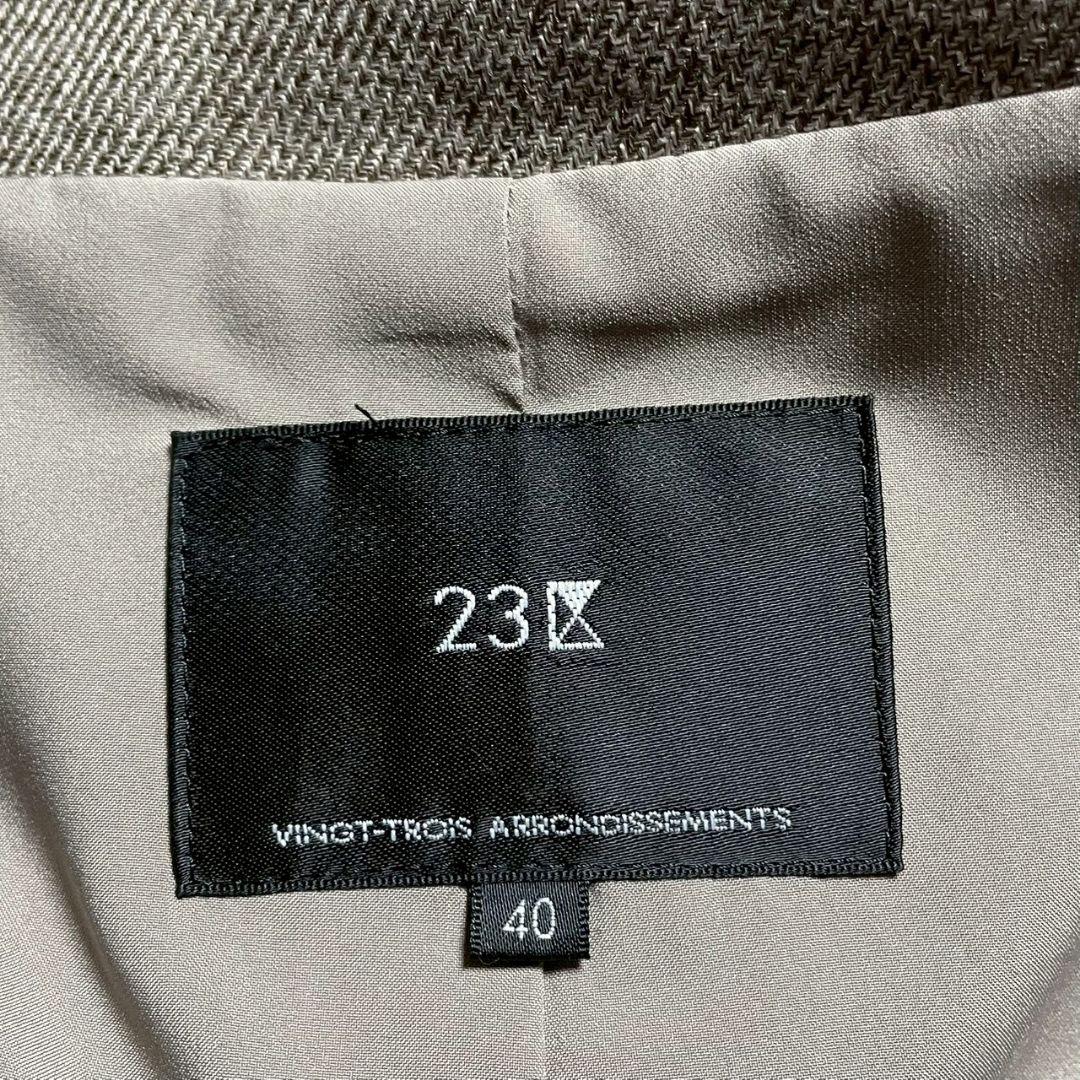 23区
VINGT-TROIS ARRONDISSEMENTS
40